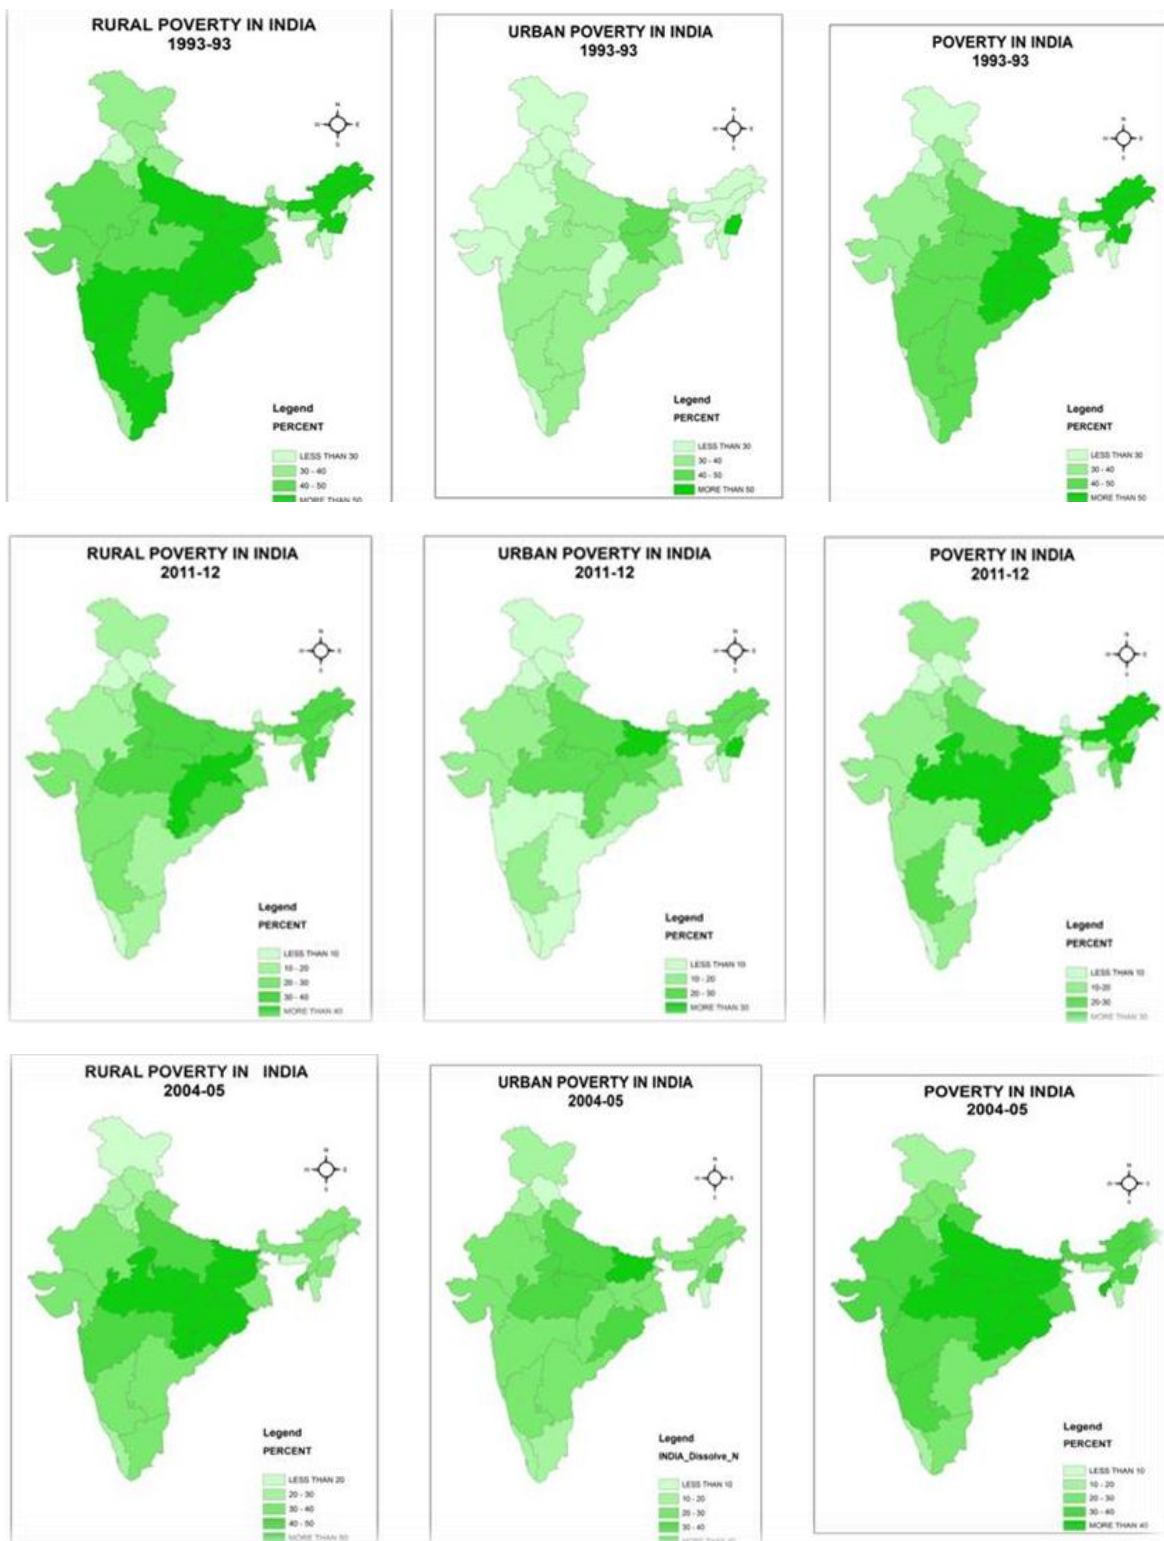 RURAL POVERTY IN INDIA
1993-93
N
E
S
Legend
PERCENT
LESS THAN 30
30 - 40
40 - 50
MORE THAN 50
URBAN POVERTY IN INDIA
1993-93
N
E
S
Legend
PERCENT
LESS THAN 30
30 - 40
40 - 50
MORE THAN 50
POVERTY IN INDIA
1993-93
N
E
S
Legend
PERCENT
LESS THAN 30
30 - 40
40 - 50
MORE THAN 50
RURAL POVERTY IN INDIA
2011-12
N
E
S
Legend
PERCENT
LESS THAN 10
10 - 20
20 - 30
30 - 40
MORE THAN 40
URBAN POVERTY IN INDIA
2011-12
N
E
S
Legend
PERCENT
LESS THAN 10
10 - 20
20 - 30
MORE THAN 30
POVERTY IN INDIA
2011-12
N
E
S
Legend
PERCENT
LESS THAN 10
10-20
20-30
MORE THAN 30
RURAL POVERTY IN INDIA
2004-05
N
E
S
Legend
PERCENT
LESS THAN 20
20 - 30
30 - 40
40 - 50
MORE THAN 50
URBAN POVERTY IN INDIA
2004-05
N
E
S
Legend
INDIA_Dissolve_N
LESS THAN 10
10 - 20
20 - 30
30 - 40
POVERTY IN INDIA
2004-05
N
S
Legend
PERCENT
LESS THAN 10
10 - 20
20 - 30
30 - 40
MORE THAN 40